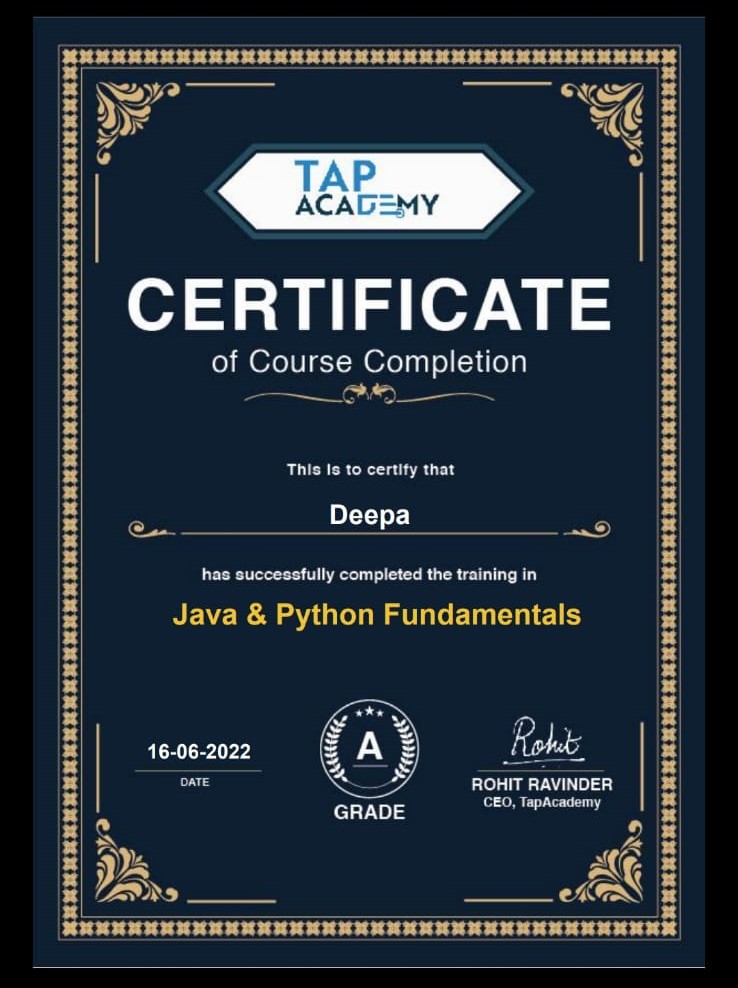 TAP
ACADEMY
CERTIFICATE
of Course Completion
This is to certify that
Deepa
has successfully completed the training in
Java & Python Fundamentals
16-06-2022
DATE
A
GRADE
Rohit
ROHIT RAVINDER
CEO, TapAcademy